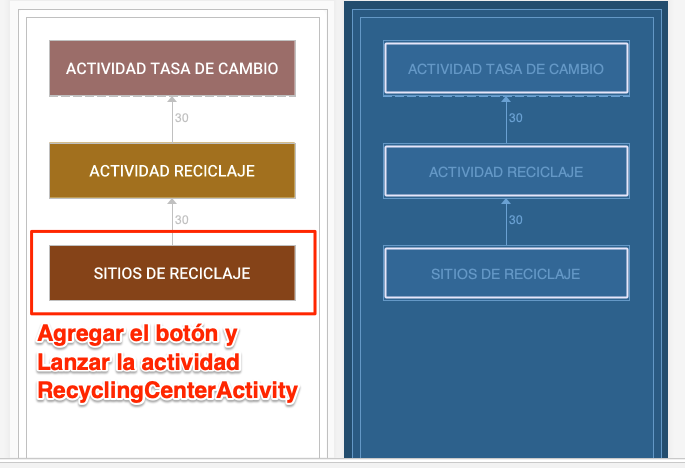 ACTIVIDAD TASA DE CAMBIO
30
ACTIVIDAD RECICLAJE
30
SITIOS DE RECICLAJE
Agregar el botón y
Lanzar la actividad
RecyclingCenterActivity
ACTIVIDAD TASA DE CAMBIO
30
ACTIVIDAD RECICLAJE
30
SITIOS DE RECICLAJE